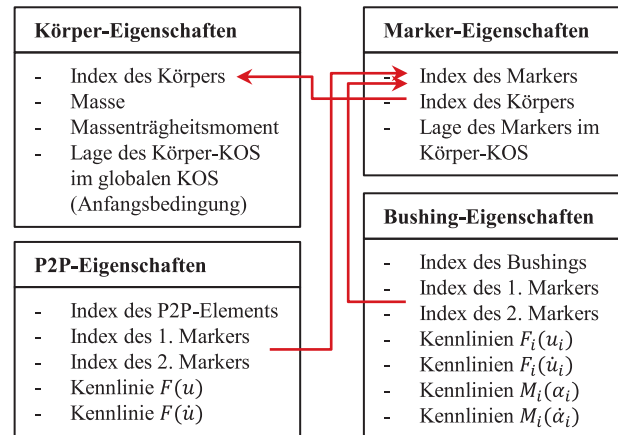 Körper-Eigenschaften
- Index des Körpers
- Masse
- Massenträgheitsmoment
- Lage des Körper-KOS
im globalen KOS
(Anfangsbedingung)
Marker-Eigenschaften
- Index des Markers
- Index des Körpers
- Lage des Markers im
Körper-KOS
P2P-Eigenschaften
- Index des P2P-Elements
- Index des 1. Markers
- Index des 2. Markers
- Kennlinie F(u)
- Kennlinie F(u̇)
Bushing-Eigenschaften
- Index des Bushings
- Index des 1. Markers
- Index des 2. Markers
- Kennlinien Fᵢ(uᵢ)
- Kennlinien Fᵢ(u̇ᵢ)
- Kennlinien Mᵢ(αᵢ)
- Kennlinien Mᵢ(α̇ᵢ)